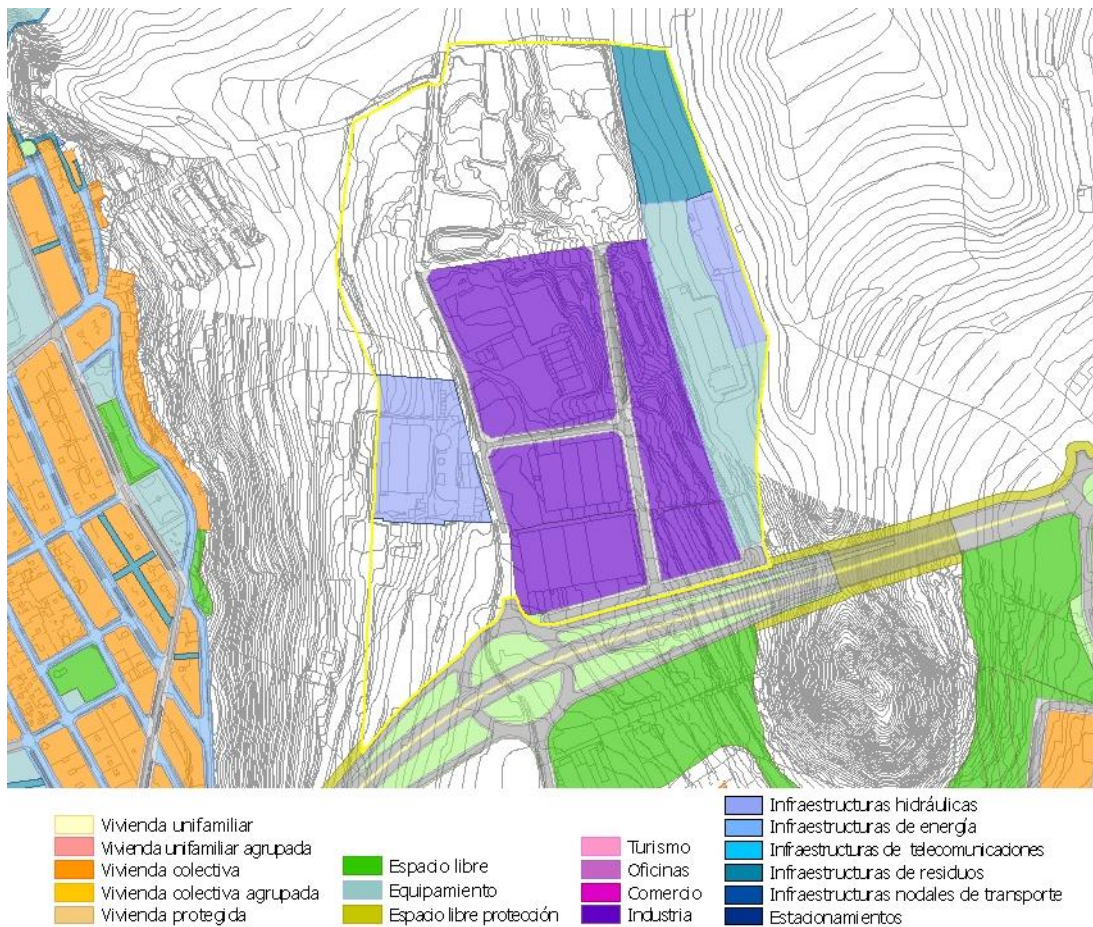 Vivienda unifamiliar
Vivienda unifamiliar agrupada
Vivienda colectiva
Vivienda colectiva agrupada
Vivienda protegida
Espacio libre
Equipamiento
Espacio libre protección
Turismo
Oficinas
Comercio
Industria
Infraestructuras hidráulicas
Infraestructuras de energía
Infraestructuras de telecomunicaciones
Infraestructuras de residuos
Infraestructuras nodales de transporte
Estacionamientos